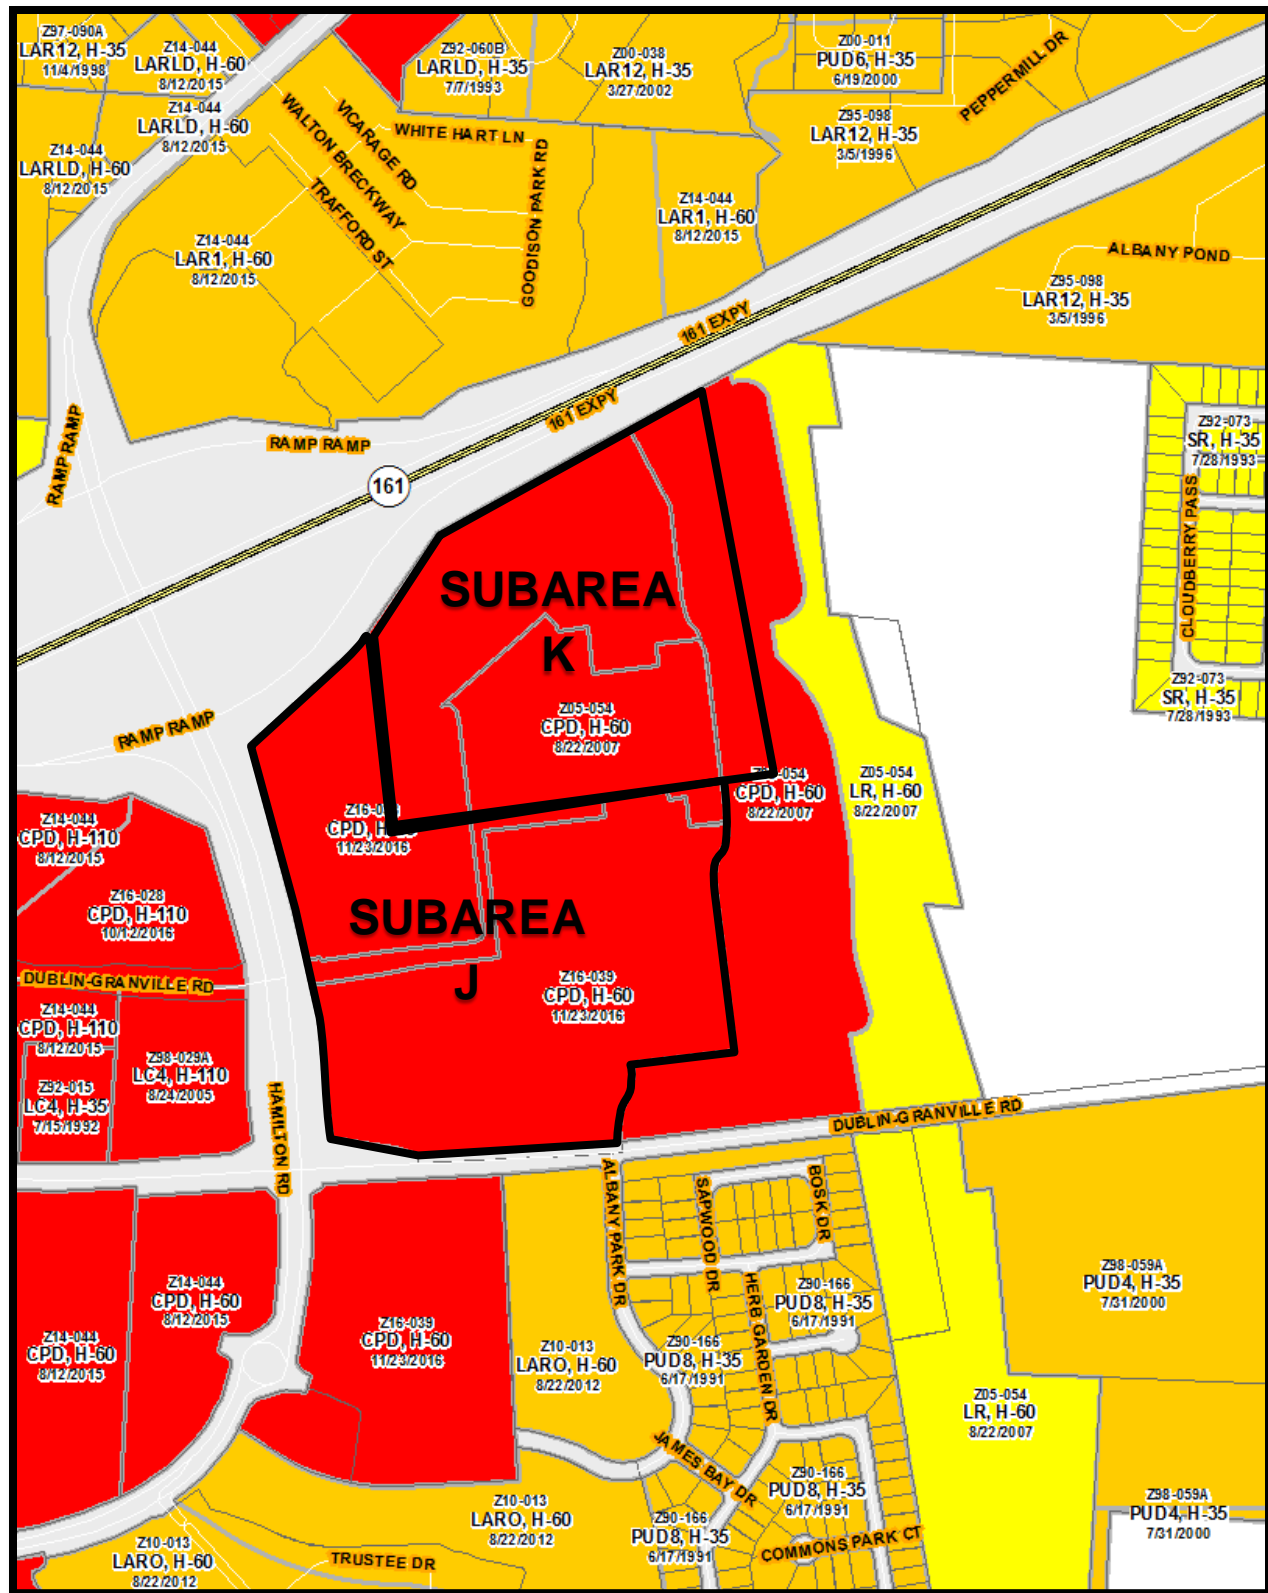 Z97-090A
LAR12, H-35
11/4/1998
Z14-044
LARLD, H-60
8/12/2015
Z14-044
LARLD, H-60
8/12/2015
Z14-044
LARLD, H-60
8/12/2015
Z92-060B
LARLD, H-35
7/7/1993
Z00-038
LAR12, H-35
3/27/2002
Z00-011
PUD6, H-35
6/19/2000
PEPPERMILL DR
Z95-098
LAR12, H-35
3/5/1996
WHITE HART LN
VICARAGE RD
WALTON BRECKWAY
TRAFFORD ST
GOODISON PARK RD
Z14-044
LAR1, H-60
8/12/2015
Z14-044
LAR1, H-60
8/12/2015
ALBANY POND
Z95-098
LAR12, H-35
3/5/1996
161 EXPY
161 EXPY
RAMP RAMP
RAMP RAMP
161
Z92-073
SR, H-35
7/28/1993
CLOUDBERRY PASS
Z92-073
SR, H-35
7/28/1993
SUBAREA
K
Z05-054
CPD, H-60
8/22/2007
RAMP RAMP
-054
CPD, H-60
8/22/2007
Z05-054
LR, H-60
8/22/2007
Z14-044
CPD, H-110
8/12/2015
Z16-0
CPD, H
11/23/2016
Z16-028
CPD, H-110
10/12/2016
SUBAREA
J
DUBLIN-GRANVILLE RD
Z16-039
CPD, H-60
11/23/2016
Z14-044
CPD, H-110
8/12/2015
Z98-029A
LC4, H-110
8/24/2005
Z92-015
LC4, H-35
7/15/1992
HAMILTON RD
DUBLIN-GRANVILLE RD
ALBANY PARK DR
SAPWOOD DR
BOSK DR
HERB GARDEN DR
Z14-044
CPD, H-60
8/12/2015
Z14-044
CPD, H-60
8/12/2015
Z16-039
CPD, H-60
11/23/2016
Z10-013
LARO, H-60
8/22/2012
Z90-166
PUD8, H-35
6/17/1991
Z90-166
PUD8, H-35
6/17/1991
Z98-059A
PUD4, H-35
7/31/2000
Z05-054
LR, H-60
8/22/2007
JAMES BAY DR
Z90-166
PUD8, H-35
6/17/1991
Z10-013
LARO, H-60
8/22/2012
Z90-166
PUD8, H-35
6/17/1991
COMMONS PARK CT
Z98-059A
PUD4, H-35
7/31/2000
Z10-013
LARO, H-60
8/22/2012
TRUSTEE DR